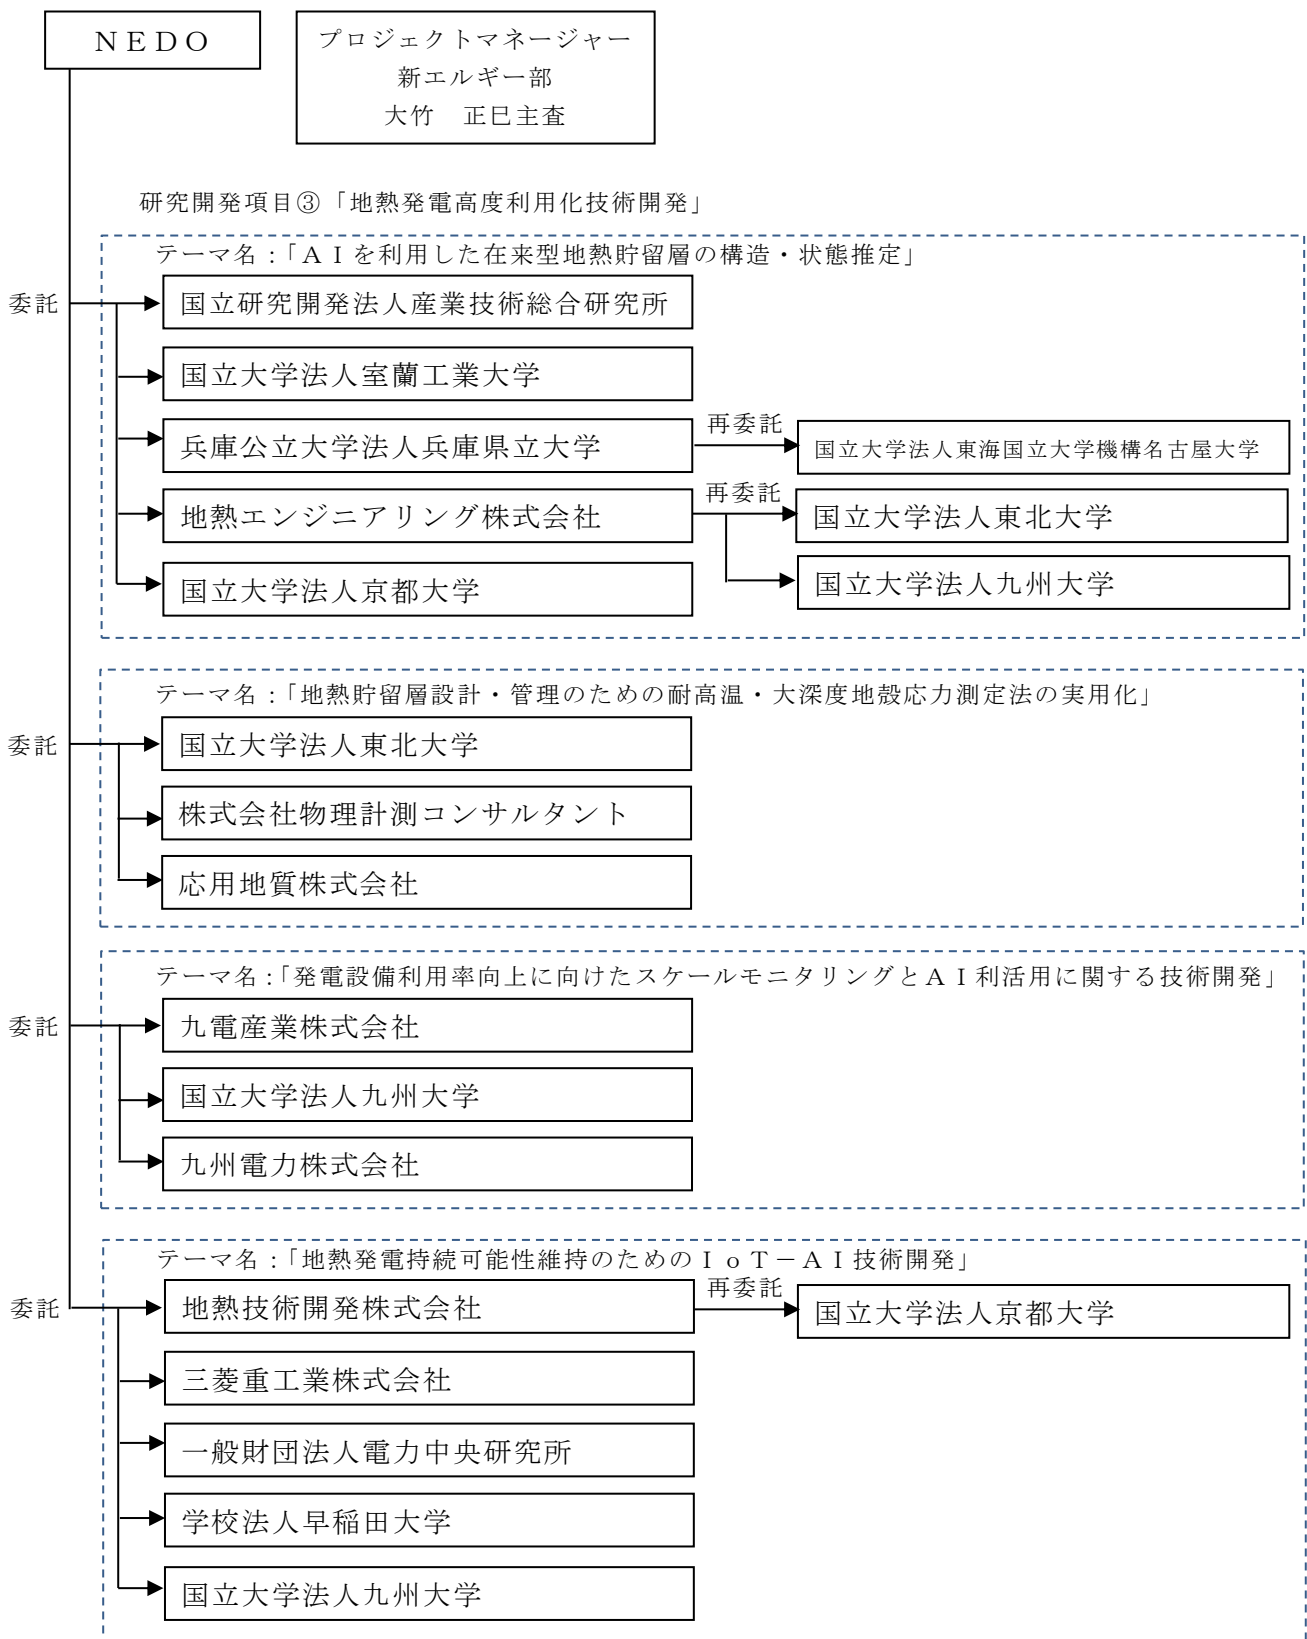 ＮＥＤＯ
プロジェクトマネージャー
新エルギー部
大竹　正巳主査
研究開発項目③「地熱発電高度利用化技術開発」
テーマ名：「ＡＩを利用した在来型地熱貯留層の構造・状態推定」
委託
国立研究開発法人産業技術総合研究所
国立大学法人室蘭工業大学
兵庫公立大学法人兵庫県立大学
再委託
国立大学法人東海国立大学機構名古屋大学
地熱エンジニアリング株式会社
再委託
国立大学法人東北大学
国立大学法人九州大学
国立大学法人京都大学
テーマ名：「地熱貯留層設計・管理のための耐高温・大深度地殻応力測定法の実用化」
委託
国立大学法人東北大学
株式会社物理計測コンサルタント
応用地質株式会社
テーマ名：「発電設備利用率向上に向けたスケールモニタリングとＡＩ利活用に関する技術開発」
委託
九電産業株式会社
国立大学法人九州大学
九州電力株式会社
テーマ名：「地熱発電持続可能性維持のためのＩｏＴ－ＡＩ技術開発」
委託
地熱技術開発株式会社
再委託
国立大学法人京都大学
三菱重工業株式会社
一般財団法人電力中央研究所
学校法人早稲田大学
国立大学法人九州大学